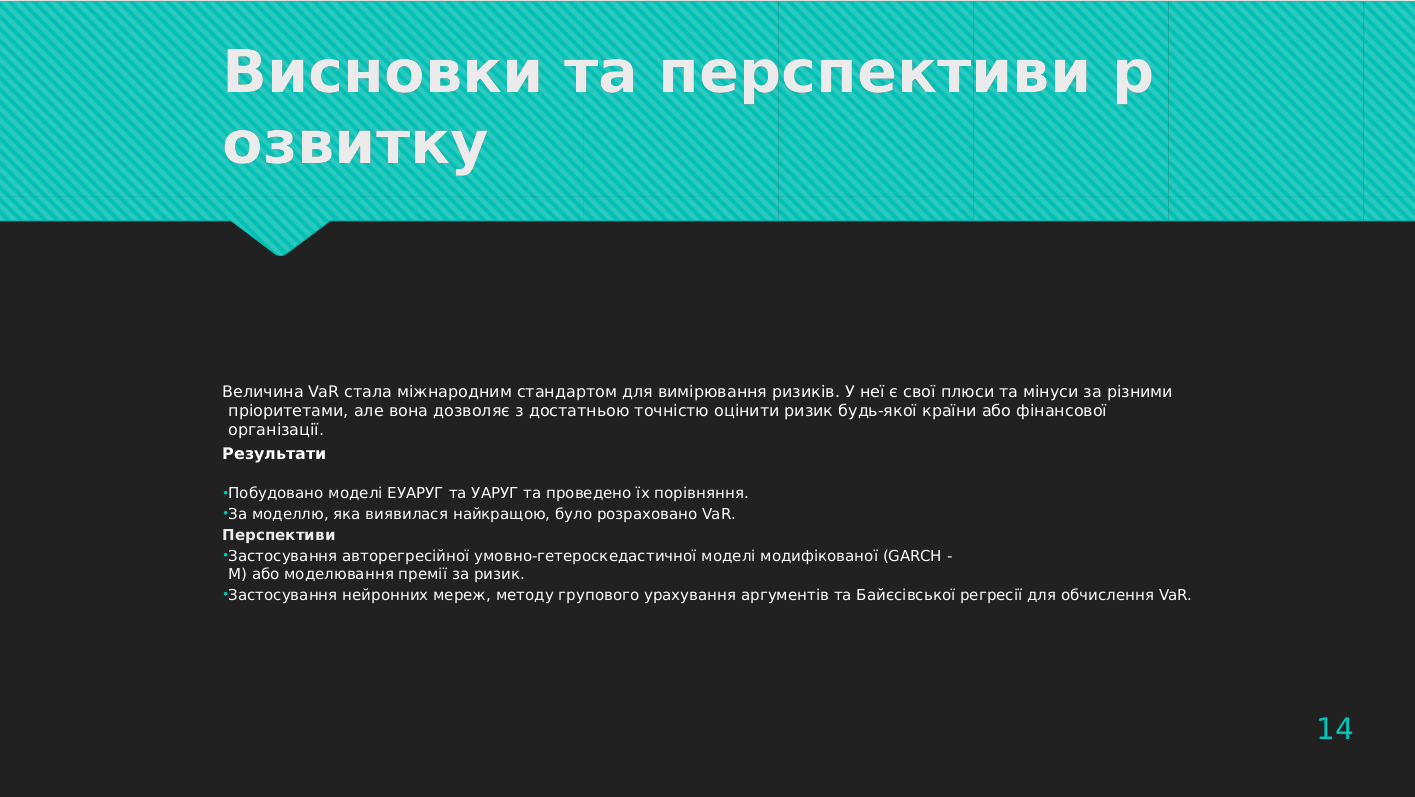 Висновки та перспективи р
озвитку
Величина VaR стала міжнародним стандартом для вимірювання ризиків. У неї є свої плюси та мінуси за різними
пріоритетами, але вона дозволяє з достатньою точністю оцінити ризик будь-якої країни або фінансової
організації.
Результати
•Побудовано моделі ЕУАРУГ та УАРУГ та проведено їх порівняння.
•За моделлю, яка виявилася найкращою, було розраховано VaR.
Перспективи
•Застосування авторегресійної умовно-гетероскедастичної моделі модифікованої (GARCH -
М) або моделювання премії за ризик.
•Застосування нейронних мереж, методу групового урахування аргументів та Байєсівської регресії для обчислення VaR.
14